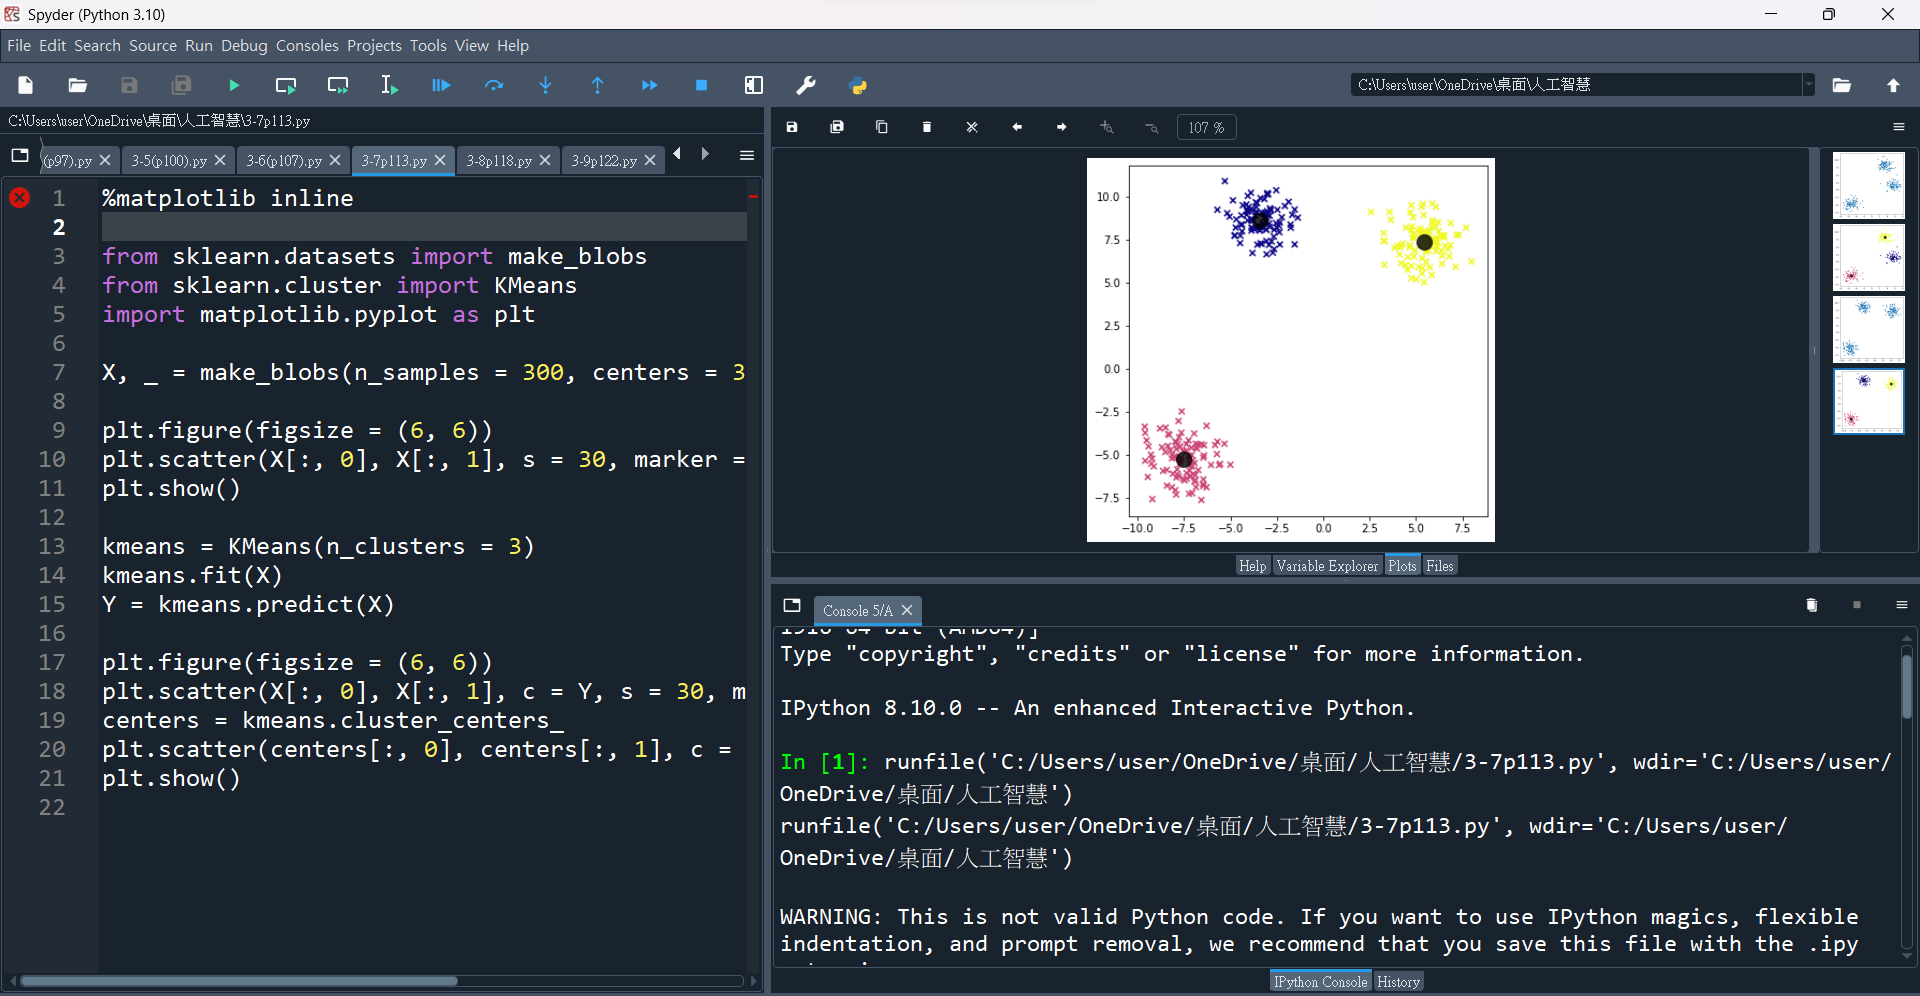 Spyder (Python 3.10)
File Edit Search Source Run Debug Consoles Projects Tools View Help
C:\Users\user\OneDrive\桌面\人工智慧
C:\Users\user\OneDrive\桌面\人工智慧\3-7p113.py
(p97).py 3-5(p100).py 3-6(p107).py 3-7p113.py 3-8p118.py 3-9p122.py
1 %matplotlib inline
2
3 from sklearn.datasets import make_blobs
4 from sklearn.cluster import KMeans
5 import matplotlib.pyplot as plt
6
7 X, _ = make_blobs(n_samples = 300, centers = 3
8
9 plt.figure(figsize = (6, 6))
10 plt.scatter(X[:, 0], X[:, 1], s = 30, marker =
11 plt.show()
12
13 kmeans = KMeans(n_clusters = 3)
14 kmeans.fit(X)
15 Y = kmeans.predict(X)
16
17 plt.figure(figsize = (6, 6))
18 plt.scatter(X[:, 0], X[:, 1], c = Y, s = 30, m
19 centers = kmeans.cluster_centers_
20 plt.scatter(centers[:, 0], centers[:, 1], c =
21 plt.show()
22
107 %
10.0
7.5
5.0
2.5
0.0
−2.5
−5.0
−7.5
−10.0 −7.5 −5.0 −2.5 0.0 2.5 5.0 7.5
Help Variable Explorer Plots Files
Console 5/A
1916 64 bit (AMD64)]
Type "copyright", "credits" or "license" for more information.
IPython 8.10.0 -- An enhanced Interactive Python.
In [1]: runfile('C:/Users/user/OneDrive/桌面/人工智慧/3-7p113.py', wdir='C:/Users/user/
OneDrive/桌面/人工智慧')
runfile('C:/Users/user/OneDrive/桌面/人工智慧/3-7p113.py', wdir='C:/Users/user/
OneDrive/桌面/人工智慧')
WARNING: This is not valid Python code. If you want to use IPython magics, flexible
indentation, and prompt removal, we recommend that you save this file with the .ipy
IPython Console History